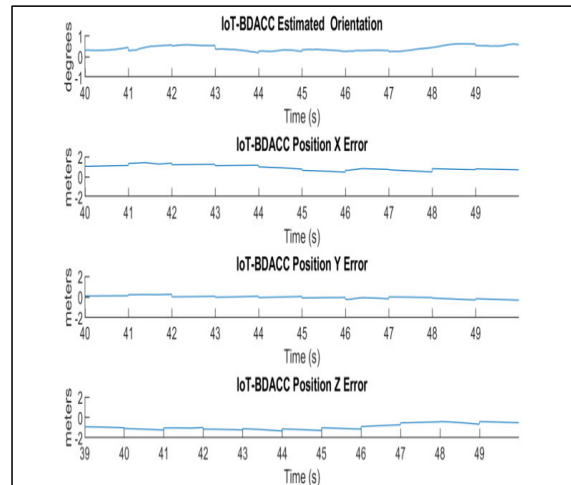 IoT-BDACC Estimated Orientation
degrees
1
0
-1
40 41 42 43 44 45 46 47 48 49
Time (s)
IoT-BDACC Position X Error
meters
2
0
-2
40 41 42 43 44 45 46 47 48 49
Time (s)
IoT-BDACC Position Y Error
meters
2
0
-2
40 41 42 43 44 45 46 47 48 49
Time (s)
IoT-BDACC Position Z Error
meters
2
0
-2
39 40 41 42 43 44 45 46 47 48 49
Time (s)